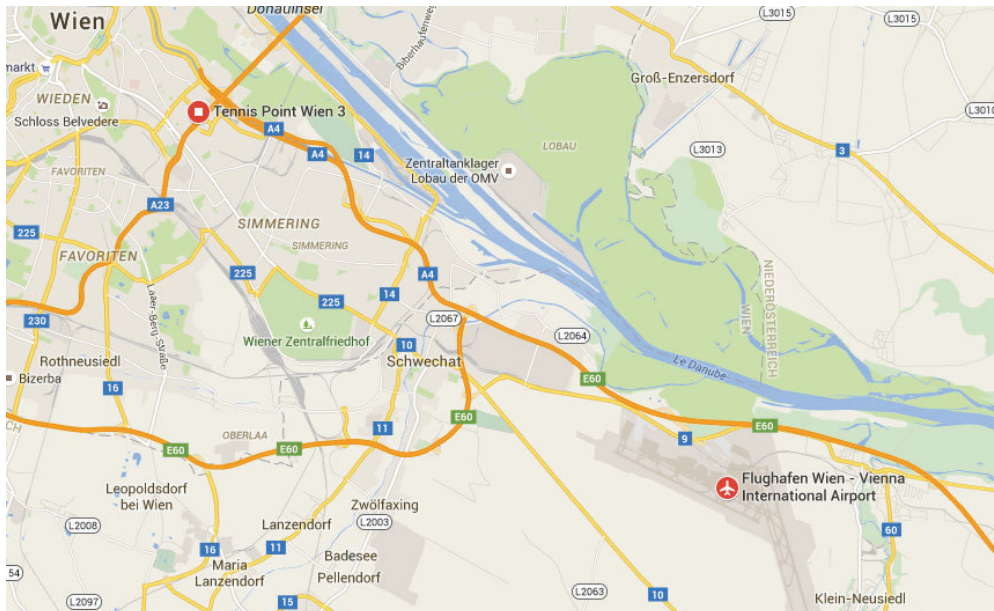 Donauinsel
L3015
L3015
Wien
Biberhaufenweg
markt
Groß-Enzersdorf
WIEDEN
Schloss Belvedere
Tennis Point Wien 3
L3010
A4
LOBAU
L3013
3
A4
14
Zentraltanklager
Lobau der OMV
FAVORITEN
A23
SIMMERING
225
SIMMERING
FAVORITEN
225
A4
NIEDERÖSTERREICH
WIEN
225
14
Laaer-Berg-Straße
230
L2067
Wiener Zentralfriedhof
L2064
10
Rothneusiedl
Schwechat
Le Danube
Bizerba
16
E60
E60
E60
11
9
OBERLAA
E60
E60
Flughafen Wien - Vienna
International Airport
Leopoldsdorf
bei Wien
Zwölfaxing
L2008
Lanzendorf
L2003
60
16
11
Badesee
Pellendorf
Maria
Lanzendorf
54
L2063
10
L2097
15
Klein-Neusiedl